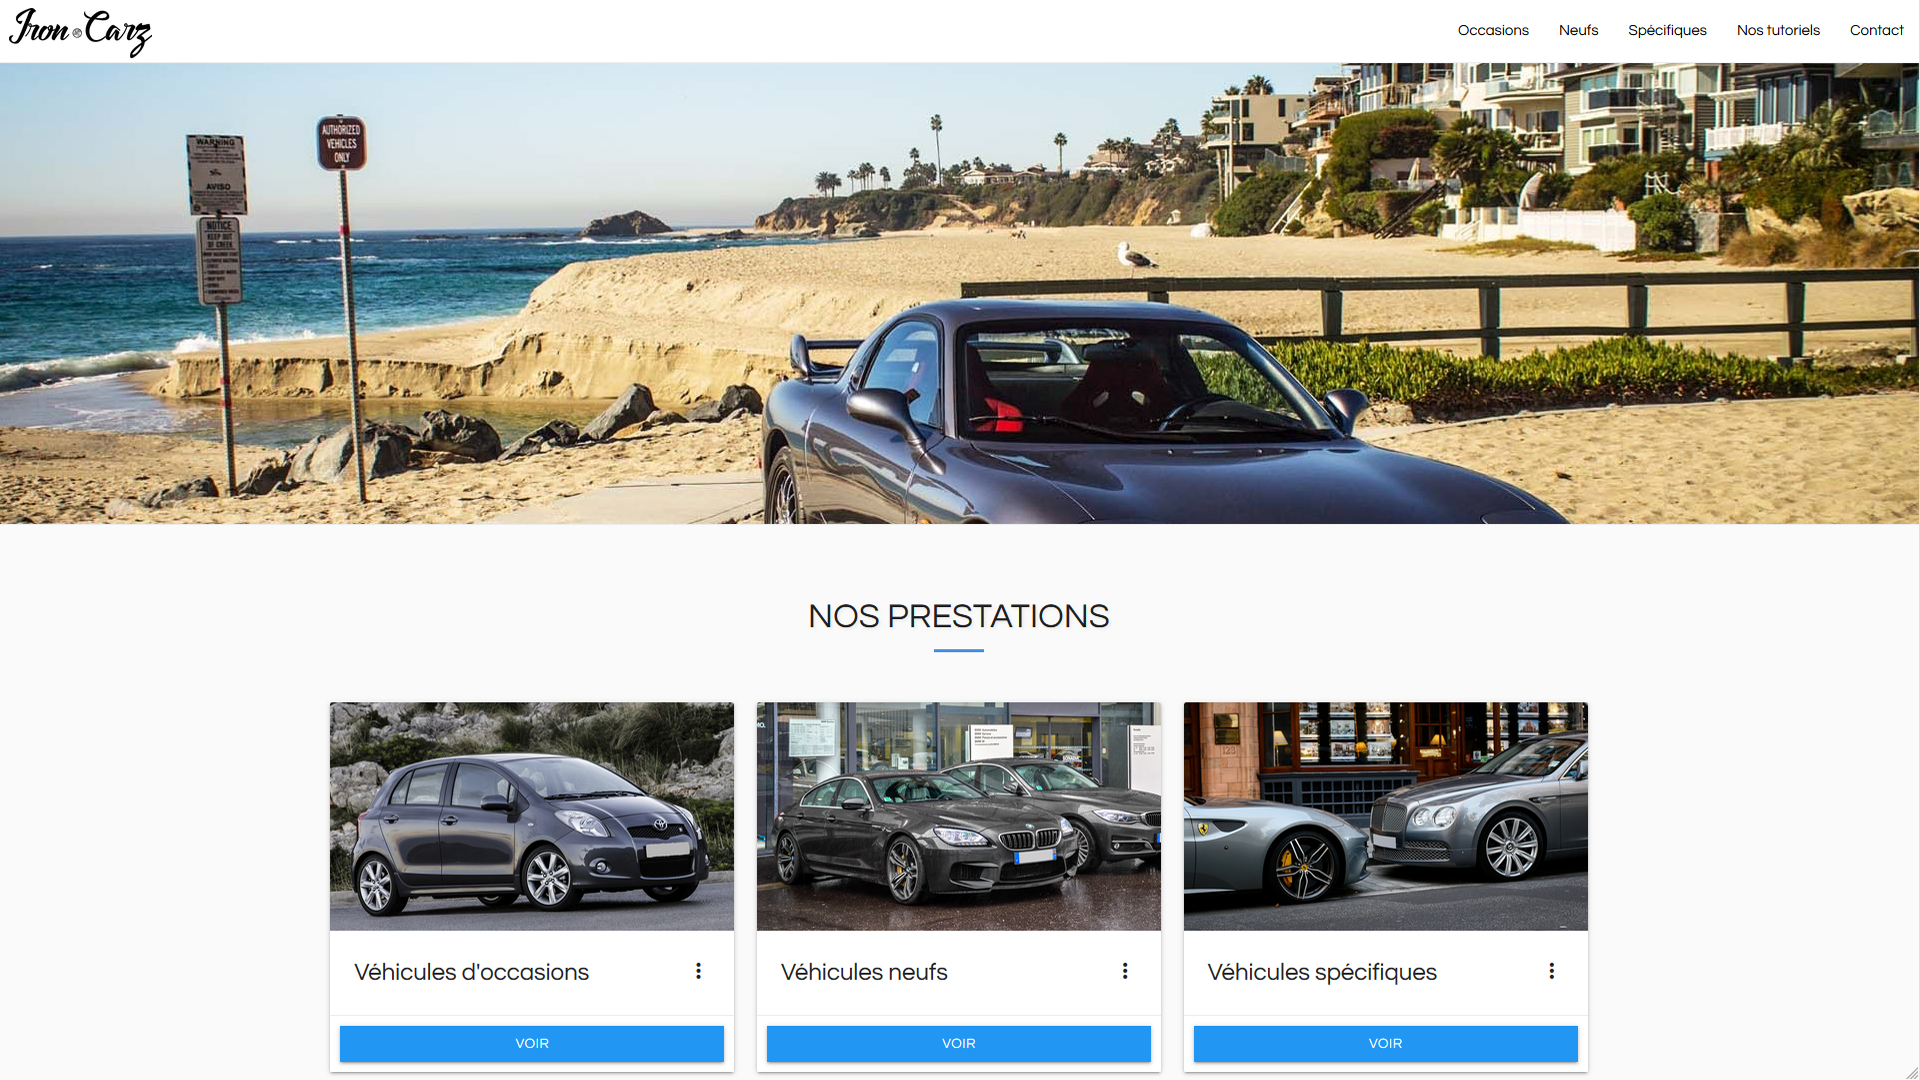 Iron Carz
Occasions
Neufs
Spécifiques
Nos tutoriels
Contact
WARNING
AVISO
NOTICE
KEEP OUT
OF CREEK
AUTHORIZED
VEHICLES
ONLY
NOS PRESTATIONS
Véhicules d'occasions
Véhicules neufs
Véhicules spécifiques
VOIR
VOIR
VOIR